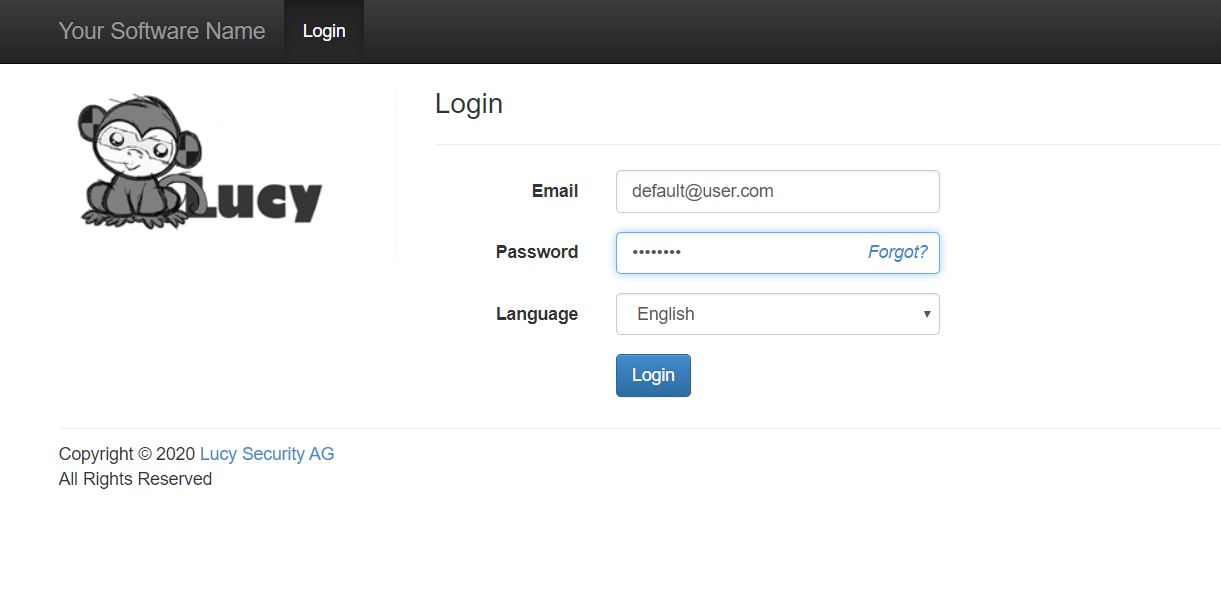 Your Software Name Login
Lucy
Login
Email default@user.com
Password •••••••• Forgot?
Language English
Login
Copyright © 2020 Lucy Security AG
All Rights Reserved